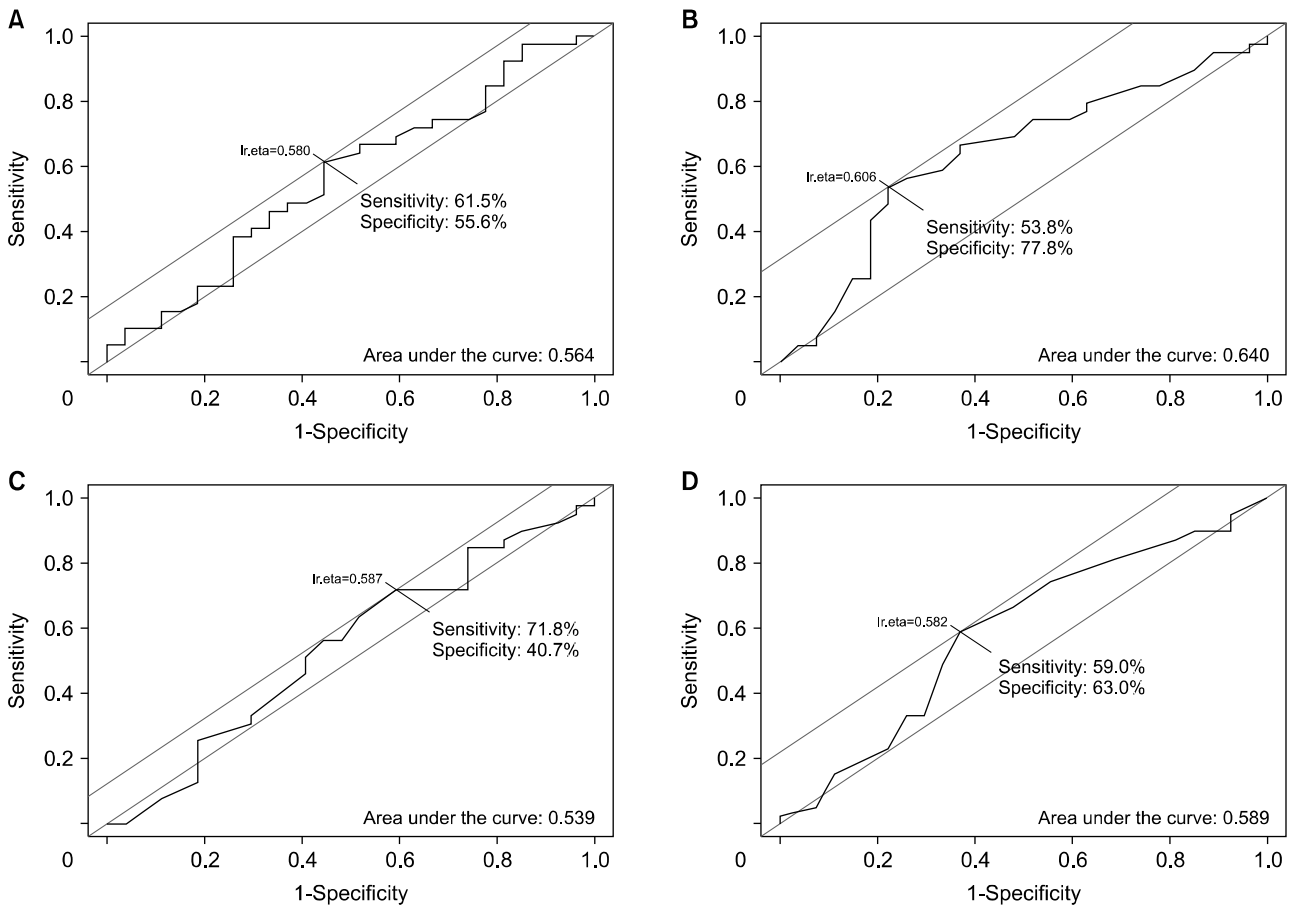 A
1.0
0.8
0.6
0.4
0.2
0
0.2
0.4
0.6
0.8
1.0
Sensitivity
1-Specificity
lr.eta=0.580
Sensitivity: 61.5%
Specificity: 55.6%
Area under the curve: 0.564
B
1.0
0.8
0.6
0.4
0.2
0
0.2
0.4
0.6
0.8
1.0
Sensitivity
1-Specificity
lr.eta=0.606
Sensitivity: 53.8%
Specificity: 77.8%
Area under the curve: 0.640
C
1.0
0.8
0.6
0.4
0.2
0
0.2
0.4
0.6
0.8
1.0
Sensitivity
1-Specificity
lr.eta=0.587
Sensitivity: 71.8%
Specificity: 40.7%
Area under the curve: 0.539
D
1.0
0.8
0.6
0.4
0.2
0
0.2
0.4
0.6
0.8
1.0
Sensitivity
1-Specificity
lr.eta=0.582
Sensitivity: 59.0%
Specificity: 63.0%
Area under the curve: 0.589